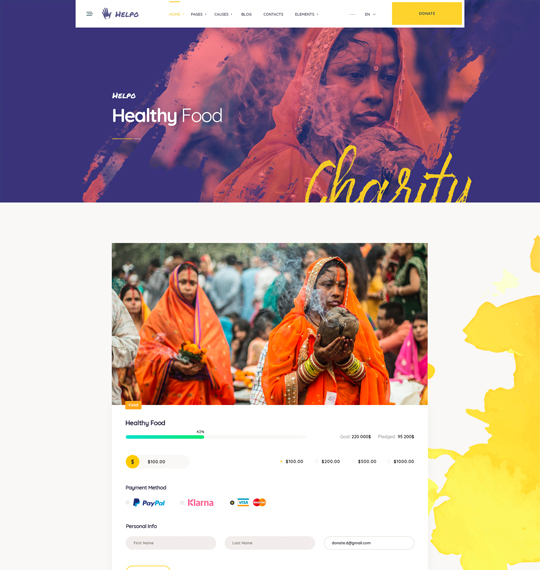 Helpo
HOME PAGES CAUSES BLOG CONTACTS ELEMENTS EN DONATE
Helpo
Healthy Food
charity
Healthy Food
43%
Goal: 220 000$ Pledged: 95 200$
$ $100.00 $100.00 $200.00 $500.00 $1000.00
Payment Method
PayPal Klarna VISA
Personal Info
First Name Last Name donate.d@gmail.com